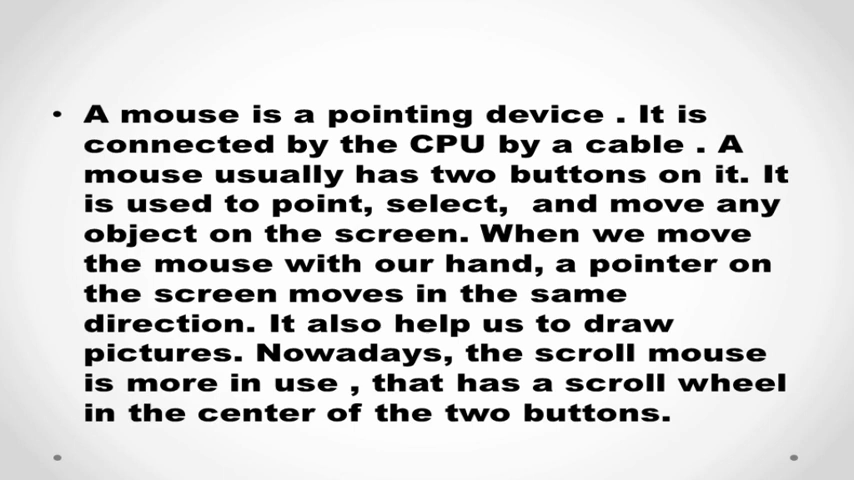 • A mouse is a pointing device . It is
connected by the CPU by a cable . A
mouse usually has two buttons on it. It
is used to point, select,  and move any
object on the screen. When we move
the mouse with our hand, a pointer on
the screen moves in the same
direction. It also help us to draw
pictures. Nowadays, the scroll mouse
is more in use , that has a scroll wheel
in the center of the two buttons.